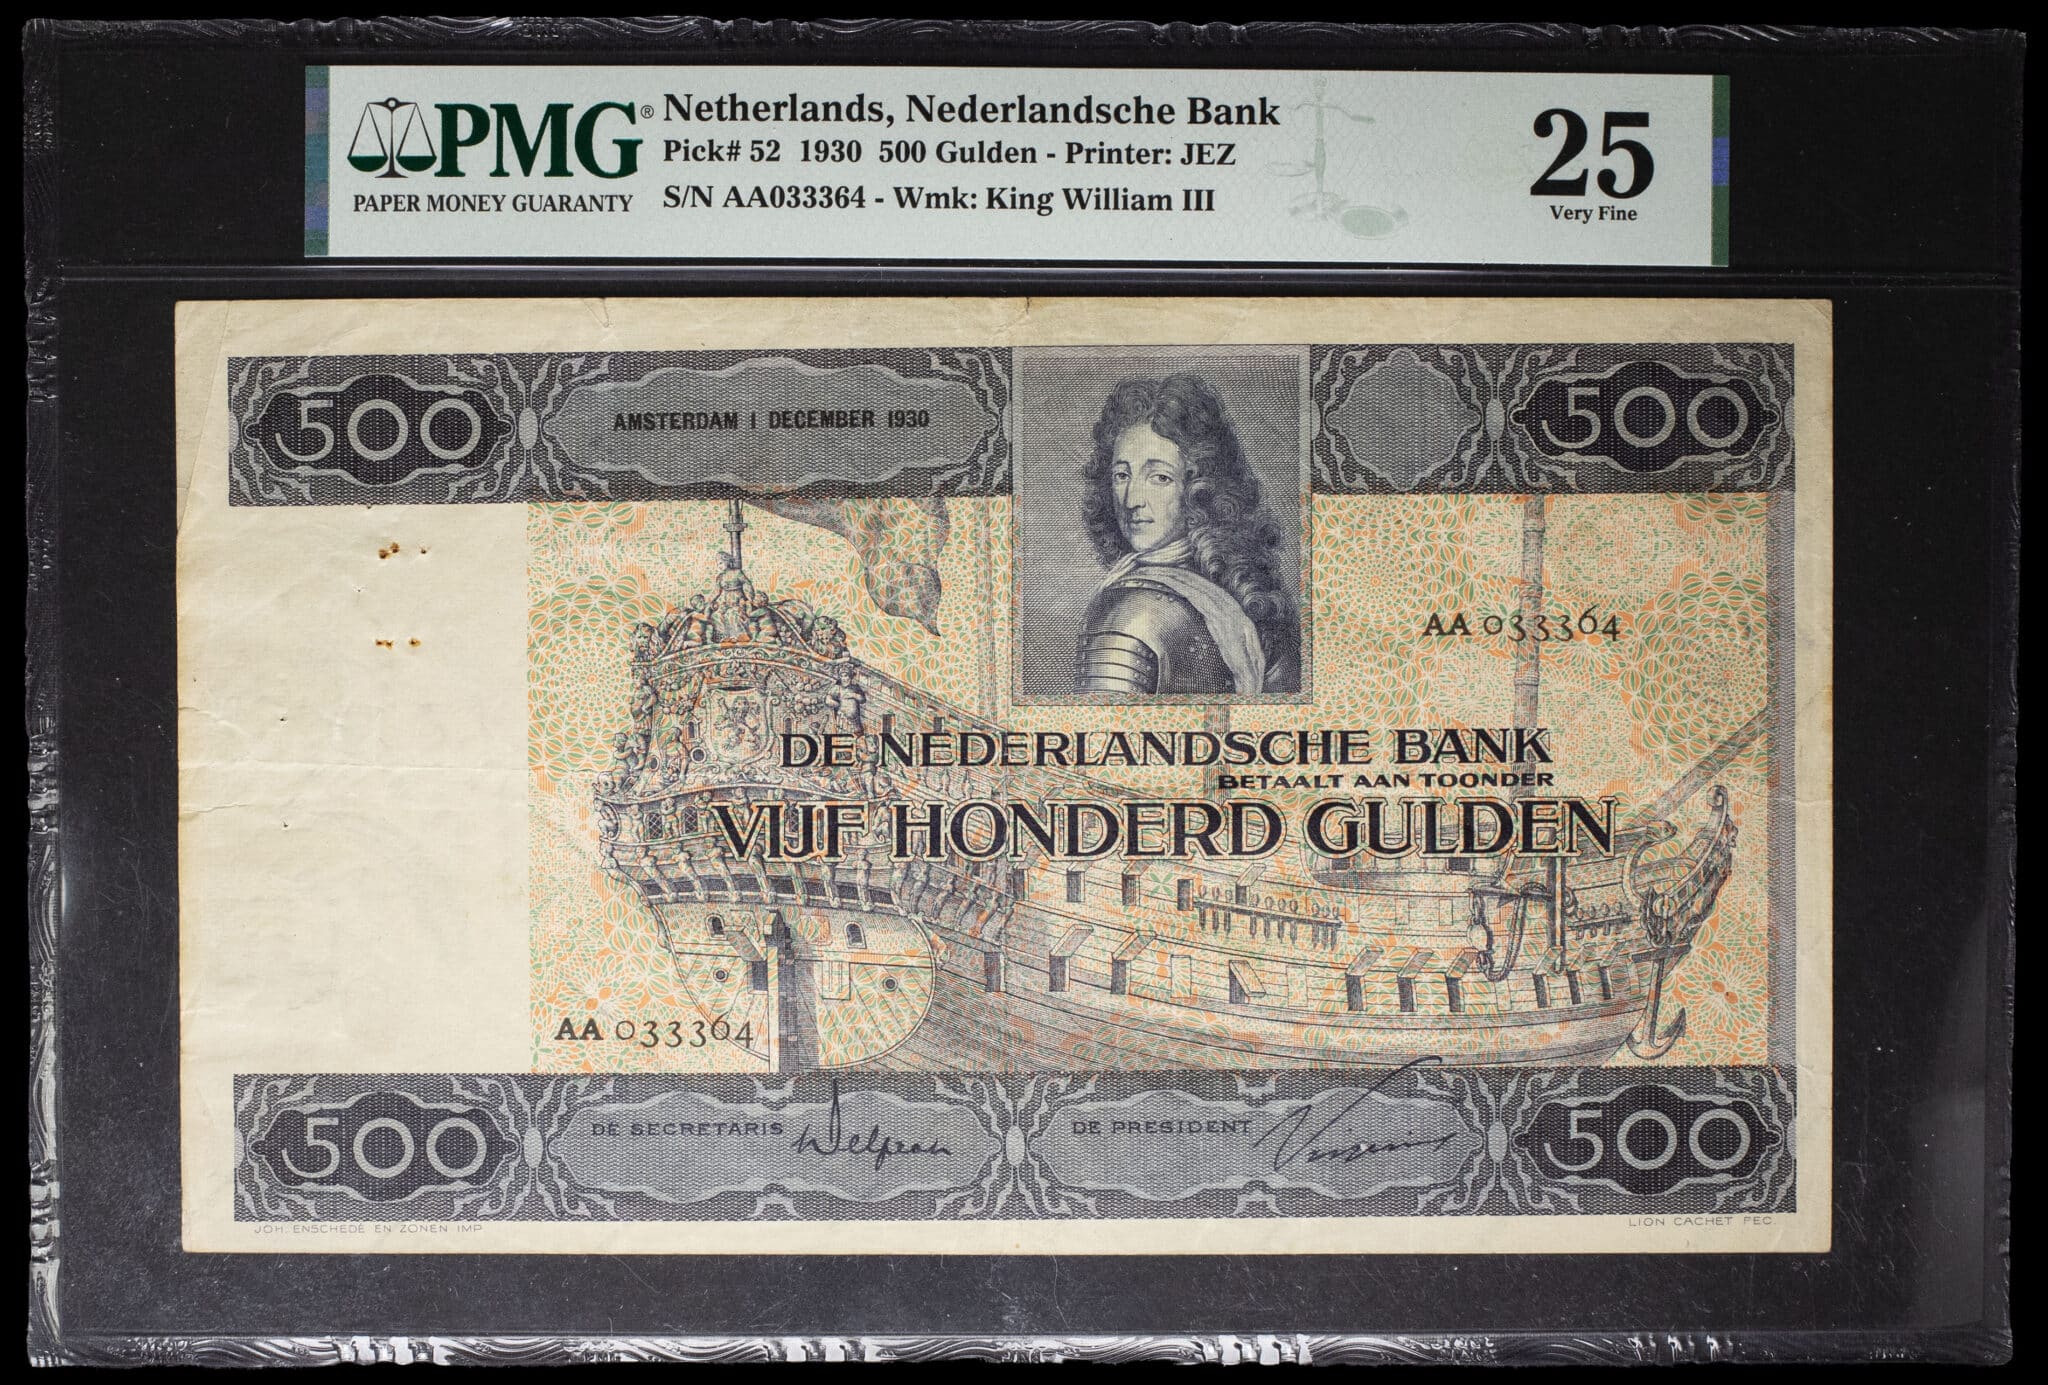 PMG®
PAPER MONEY GUARANTY
Netherlands, Nederlandsche Bank
Pick# 52 1930 500 Gulden - Printer: JEZ
S/N AA033364 - Wmk: King William III
25
Very Fine
500
AMSTERDAM 1 DECEMBER 1930
500
AA 033364
DE NEDERLANDSCHE BANK
BETAALT AAN TOONDER
VIJF HONDERD GULDEN
AA 033364
500
DE SECRETARIS
DE PRESIDENT
500
JOH. ENSCHEDÉ EN ZONEN IMP.
LION CACHET FEC.